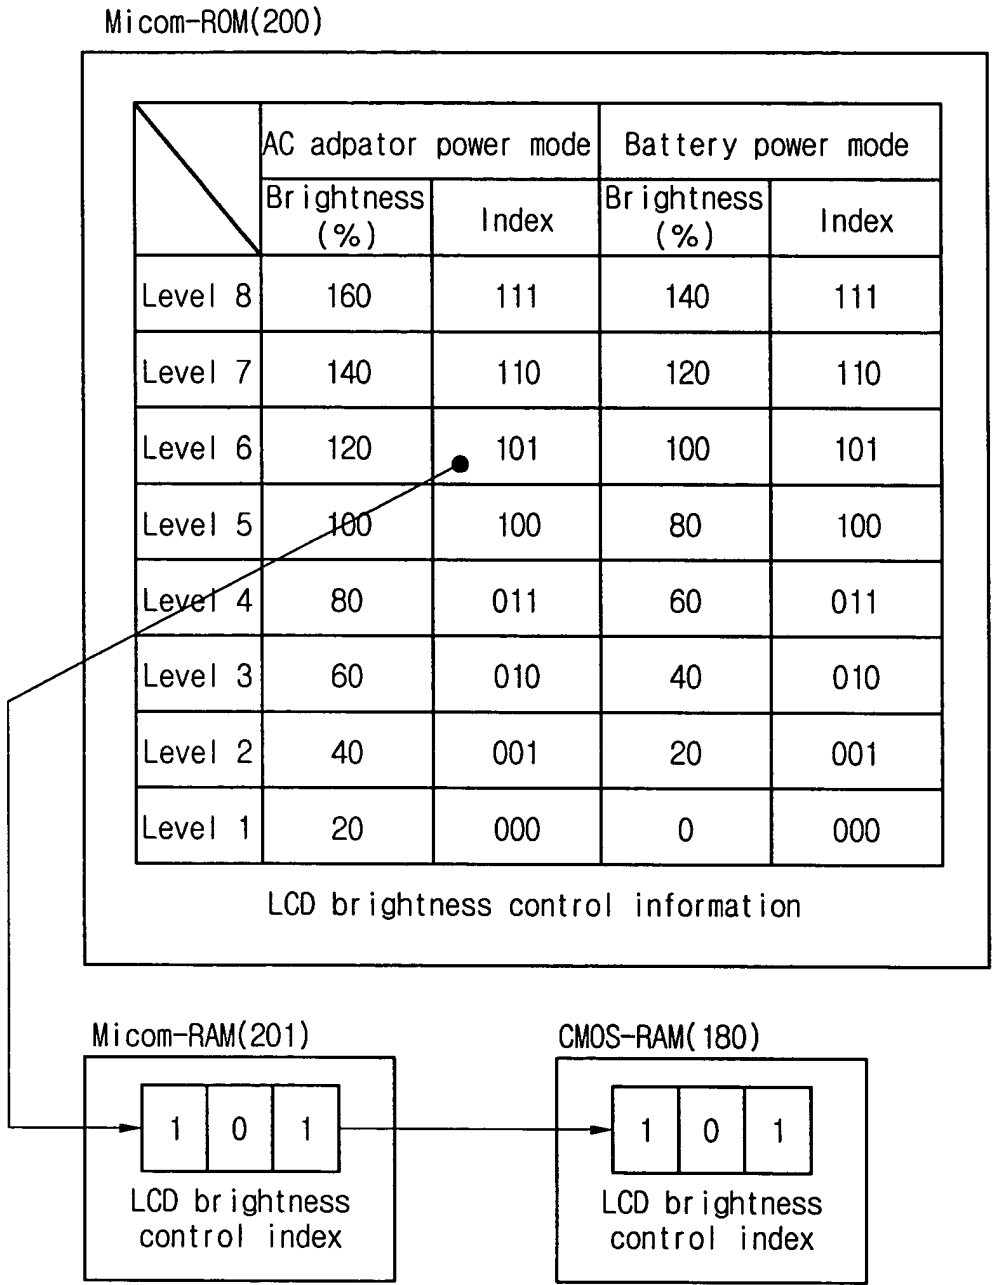 Micom-ROM(200)
AC adpator power mode Battery power mode
Brightness (%) Index Brightness (%) Index
Level 8 160 111 140 111
Level 7 140 110 120 110
Level 6 120 101 100 101
Level 5 100 100 80 100
Level 4 80 011 60 011
Level 3 60 010 40 010
Level 2 40 001 20 001
Level 1 20 000 0 000
LCD brightness control information
Micom-RAM(201)
1 0 1
LCD brightness
control index
CMOS-RAM(180)
1 0 1
LCD brightness
control index